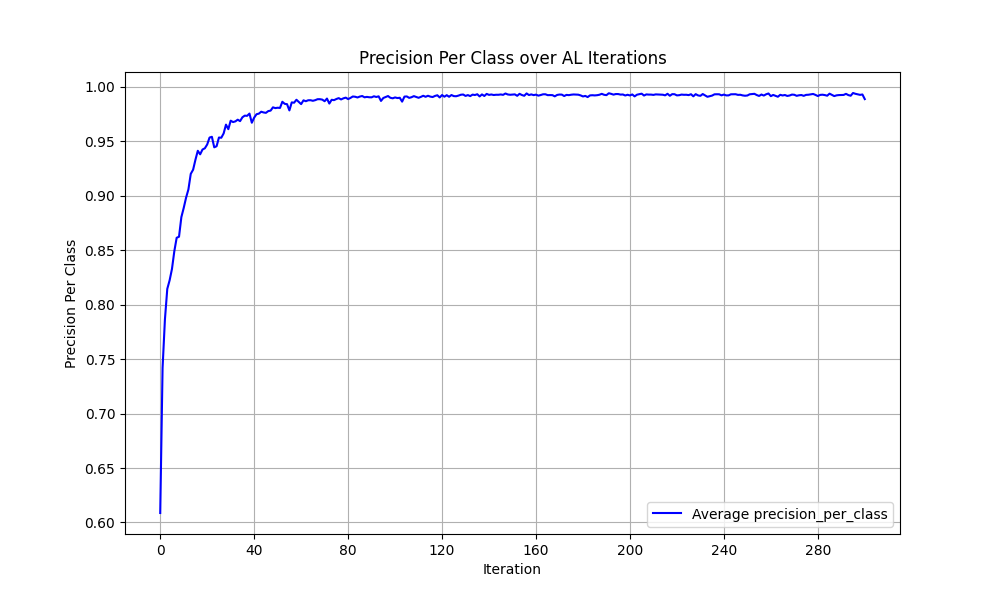 Precision Per Class over AL Iterations
1.00
0.95
0.90
0.85
0.80
0.75
0.70
0.65
0.60
Precision Per Class
0 40 80 120 160 200 240 280
Iteration
Average precision_per_class